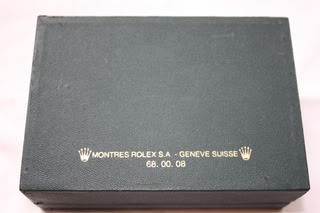 MONTRES ROLEX S.A - GENEVE SUISSE
68. 00. 08